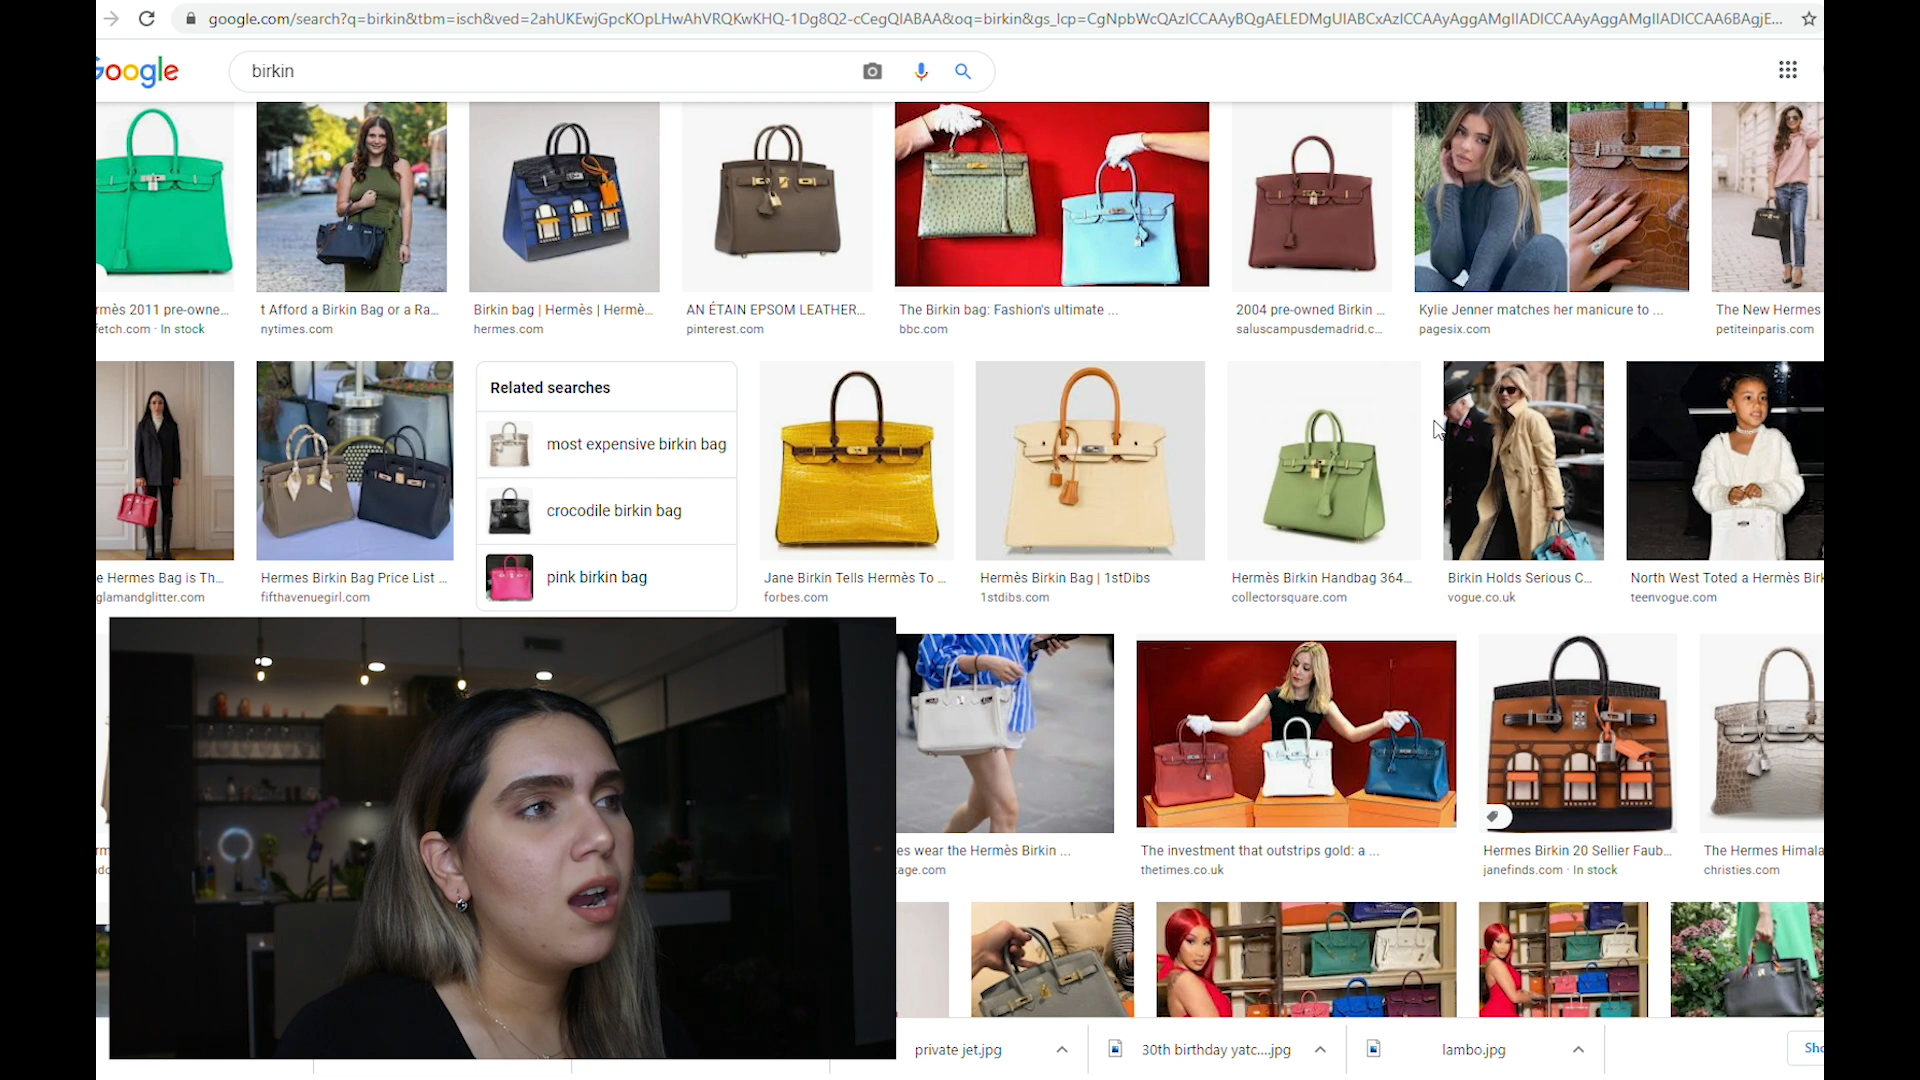 google.com/search?q=birkin&tbm=isch&ved=2ahUKEwjGpcKOpLHwAhVRQKwKHQ-1Dg8Q2-cCegQIABAA&oq=birkin&gs_lcp=CgNpbWcQAzICCAAyBQgAELEDMgUIABCxAzICCAAyAggAMgIIADICCAAyAggAMgIIADICCAA6BAgjE...
Google
birkin
rmès 2011 pre-owne...
fetch.com · In stock
t Afford a Birkin Bag or a Ra...
nytimes.com
Birkin bag | Hermès | Hermè...
hermes.com
AN ÉTAIN EPSOM LEATHER...
pinterest.com
The Birkin bag: Fashion's ultimate ...
bbc.com
2004 pre-owned Birkin ...
saluscampusdemadrid.c...
Kylie Jenner matches her manicure to ...
pagesix.com
The New Hermes
petiteinparis.com
e Hermes Bag is Th...
glamandglitter.com
Hermes Birkin Bag Price List ...
fifthavenuegirl.com
Related searches
most expensive birkin bag
crocodile birkin bag
pink birkin bag
Jane Birkin Tells Hermès To ...
forbes.com
Hermès Birkin Bag | 1stDibs
1stdibs.com
Hermès Birkin Handbag 364...
collectorsquare.com
Birkin Holds Serious C...
vogue.co.uk
North West Toted a Hermès Birk
teenvogue.com
es wear the Hermès Birkin ...
tage.com
The investment that outstrips gold: a ...
thetimes.co.uk
Hermes Birkin 20 Sellier Faub...
janefinds.com · In stock
The Hermes Himala
christies.com
private jet.jpg
30th birthday yatc....jpg
lambo.jpg
Sho